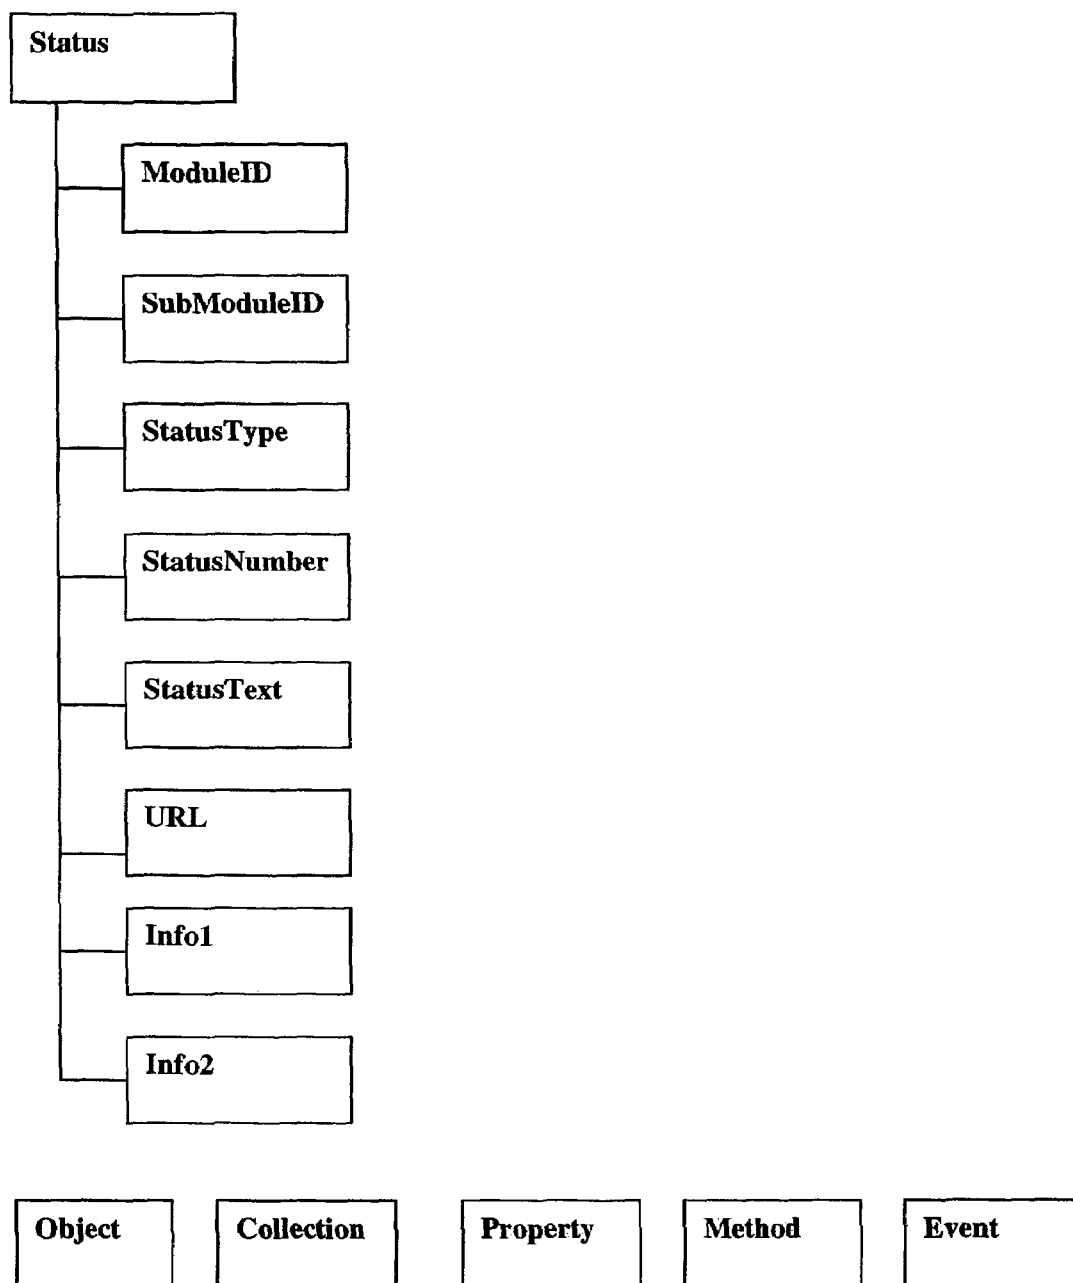 Status
ModuleID
SubModuleID
StatusType
StatusNumber
StatusText
URL
Info1
Info2
Object Collection Property Method Event